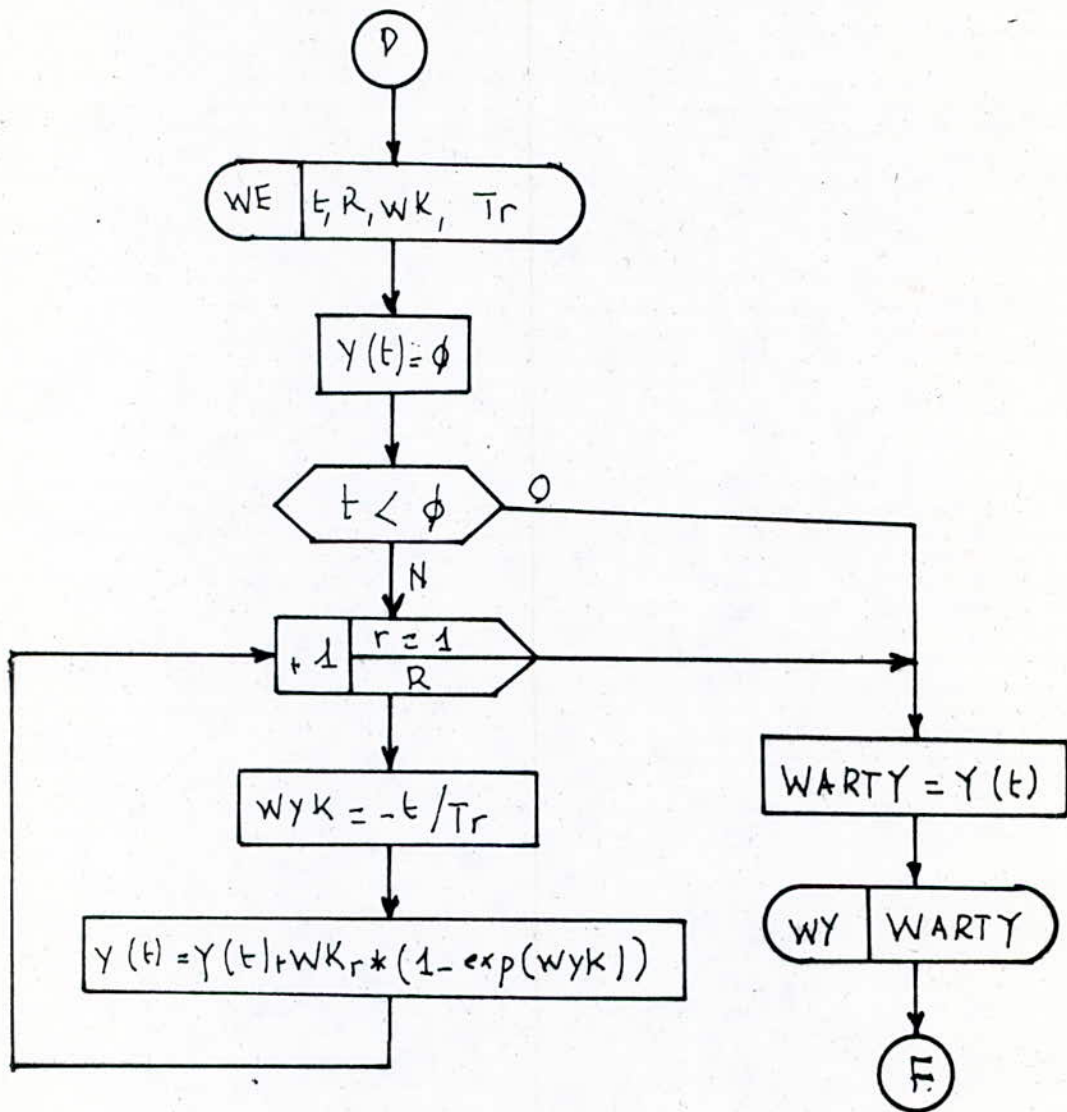 D
WE t, R, WK, Tr
Y(t)=ϕ
t < ϕ
O
N
+1 r = 1
R
WYK = -t/Tr
Y(t)=Y(t)+WKr*(1-exp(WYK))
WARTY = Y(t)
WY WARTY
F